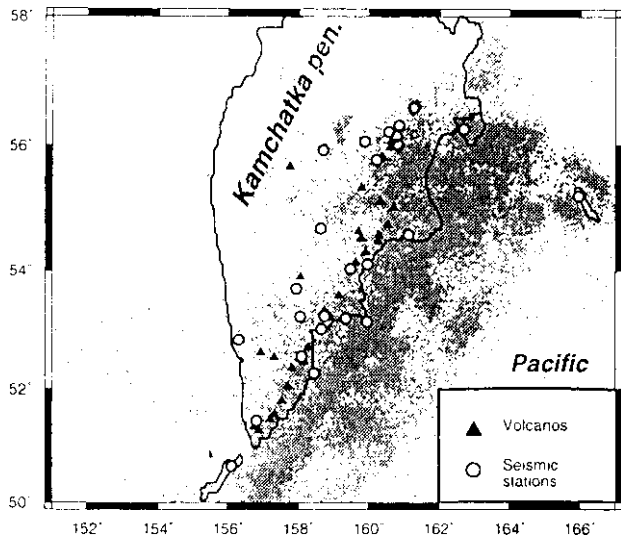 58˚
56˚
54˚
52˚
50˚
Kamchatka pen.
Pacific
Volcanos
Seismic
stations
152˚ 154˚ 156˚ 158˚ 160˚ 162˚ 164˚ 166˚